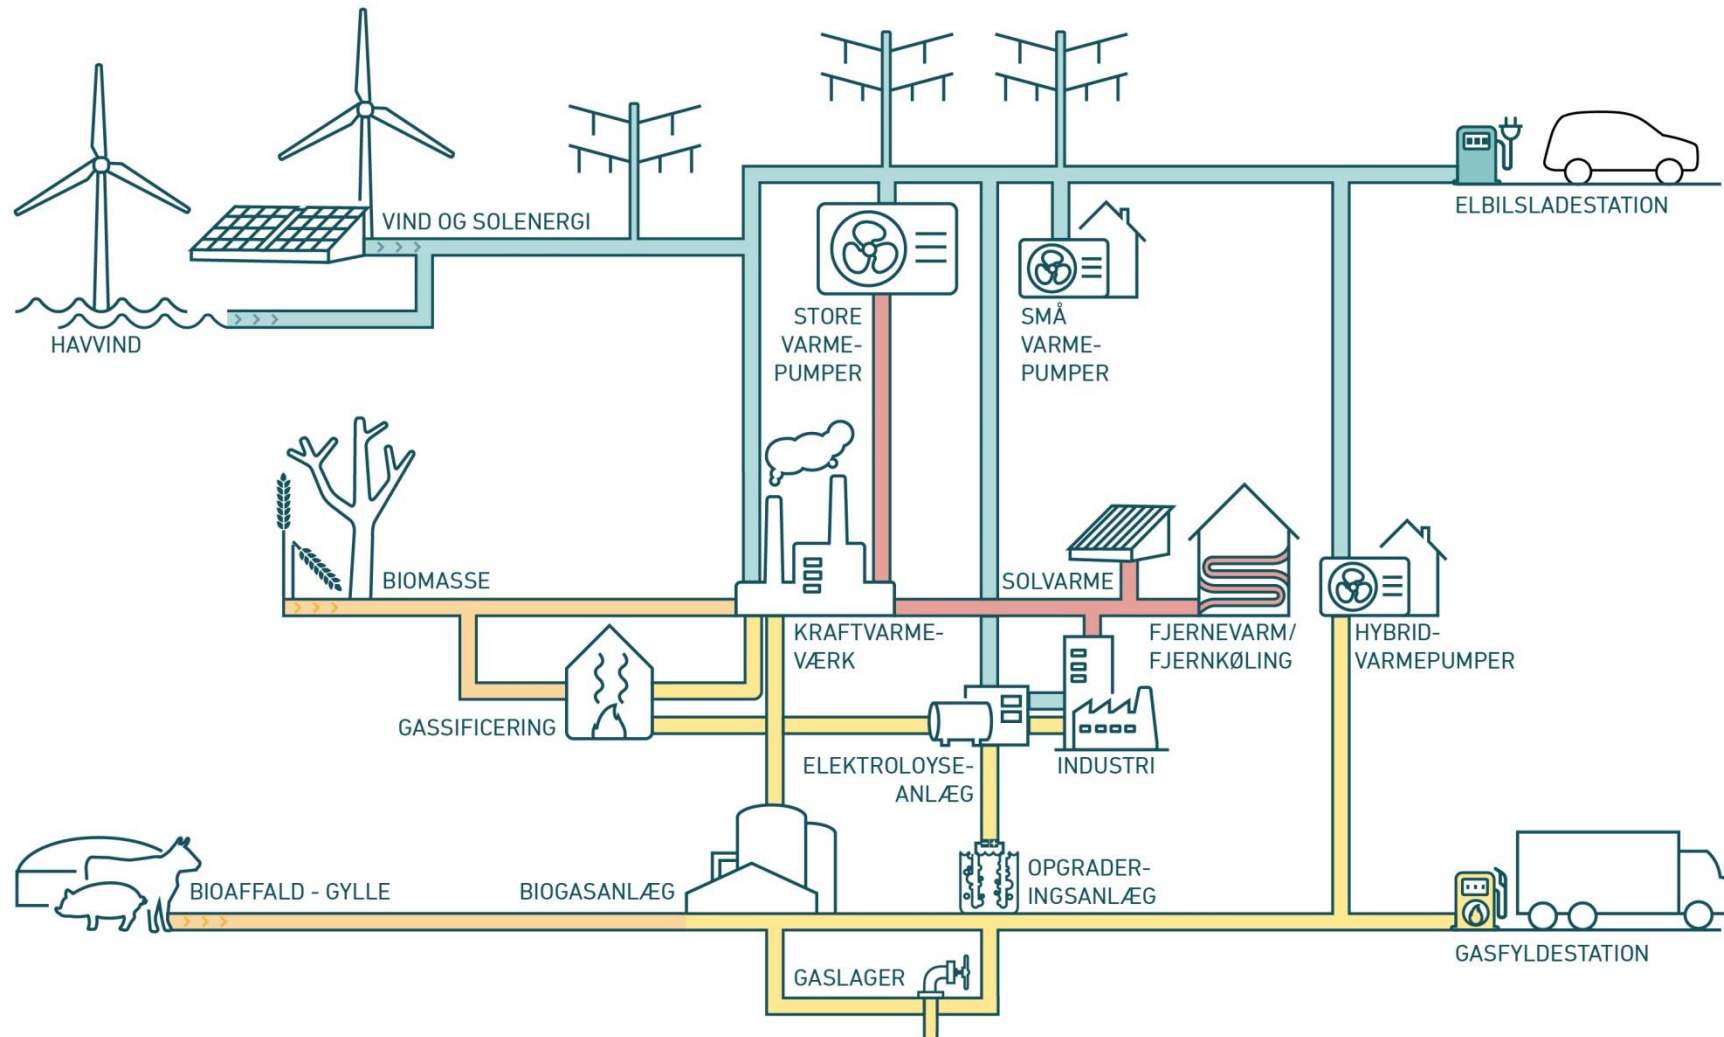 VIND OG SOLENERGI
ELBILSLADESTATION
HAVVIND
STORE
VARME-
PUMPER
SMÅ
VARME-
PUMPER
BIOMASSE
SOLVARME
KRAFTVARME-
VÆRK
FJERNEVARM/
FJERNKØLING
HYBRID-
VARMEPUMPER
GASSIFICERING
ELEKTROLOYSE-
ANLÆG
INDUSTRI
BIOAFFALD - GYLLE
BIOGASANLÆG
OPGRADER-
INGSANLÆG
GASFYLDESTATION
GASLAGER